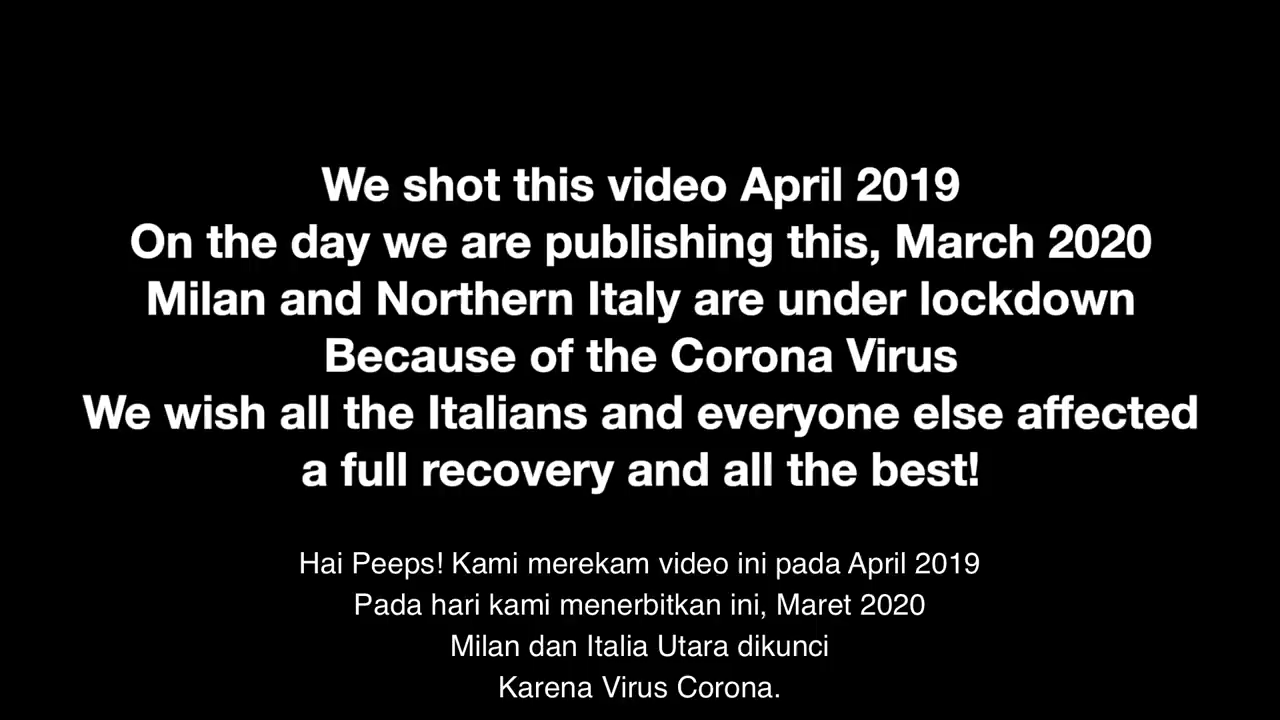 We shot this video April 2019
On the day we are publishing this, March 2020
Milan and Northern Italy are under lockdown
Because of the Corona Virus
We wish all the Italians and everyone else affected
a full recovery and all the best!
Hai Peeps! Kami merekam video ini pada April 2019
Pada hari kami menerbitkan ini, Maret 2020
Milan dan Italia Utara dikunci
Karena Virus Corona.